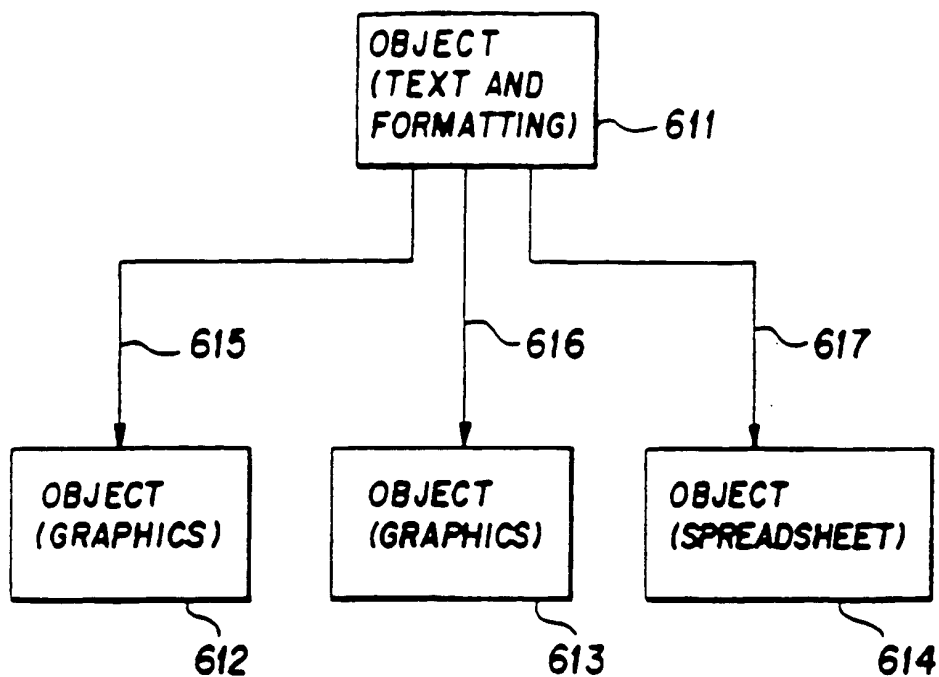 OBJECT
(TEXT AND
FORMATTING)
611
615
616
617
OBJECT
(GRAPHICS)
OBJECT
(GRAPHICS)
OBJECT
(SPREADSHEET)
612
613
614